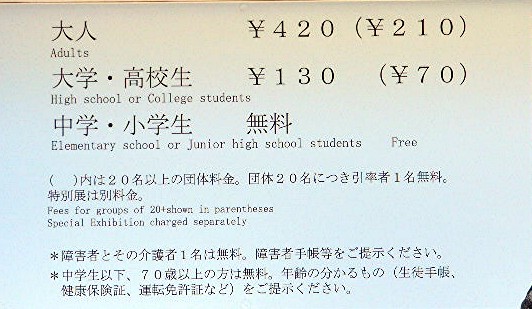 大人　￥４２０（￥２１０）
Adults
大学・高校生　￥１３０　（￥７０）
High school or College students
中学・小学生　無料
Elementary school or Junior high school students　Free
（　）内は２０名以上の団体料金。団体２０名につき引率者１名無料。
特別展は別料金。
Fees for groups of 20+shown in parentheses
Special Exhibition charged separately
＊障害者とその介護者１名は無料。障害者手帳等をご提示ください。
＊中学生以下、７０歳以上の方は無料。年齢の分かるもの（生徒手帳、
健康保険証、運転免許証など）をご提示ください。